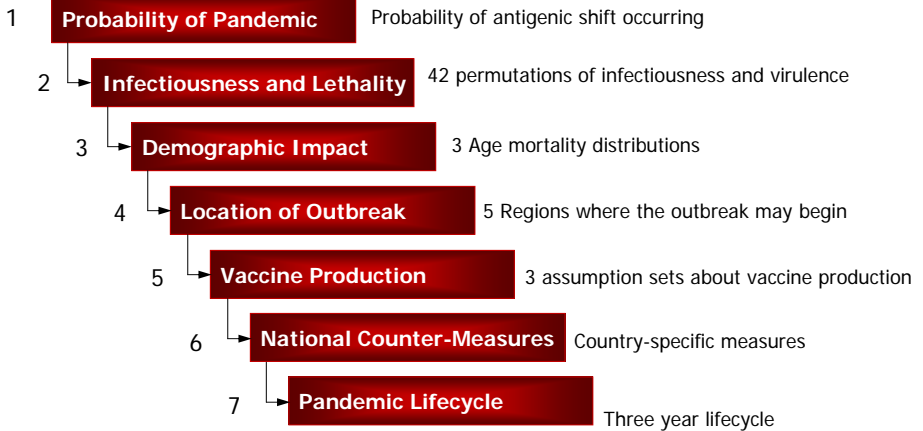 1 Probability of Pandemic Probability of antigenic shift occurring
2 Infectiousness and Lethality 42 permutations of infectiousness and virulence
3 Demographic Impact 3 Age mortality distributions
4 Location of Outbreak 5 Regions where the outbreak may begin
5 Vaccine Production 3 assumption sets about vaccine production
6 National Counter-Measures Country-specific measures
7 Pandemic Lifecycle Three year lifecycle